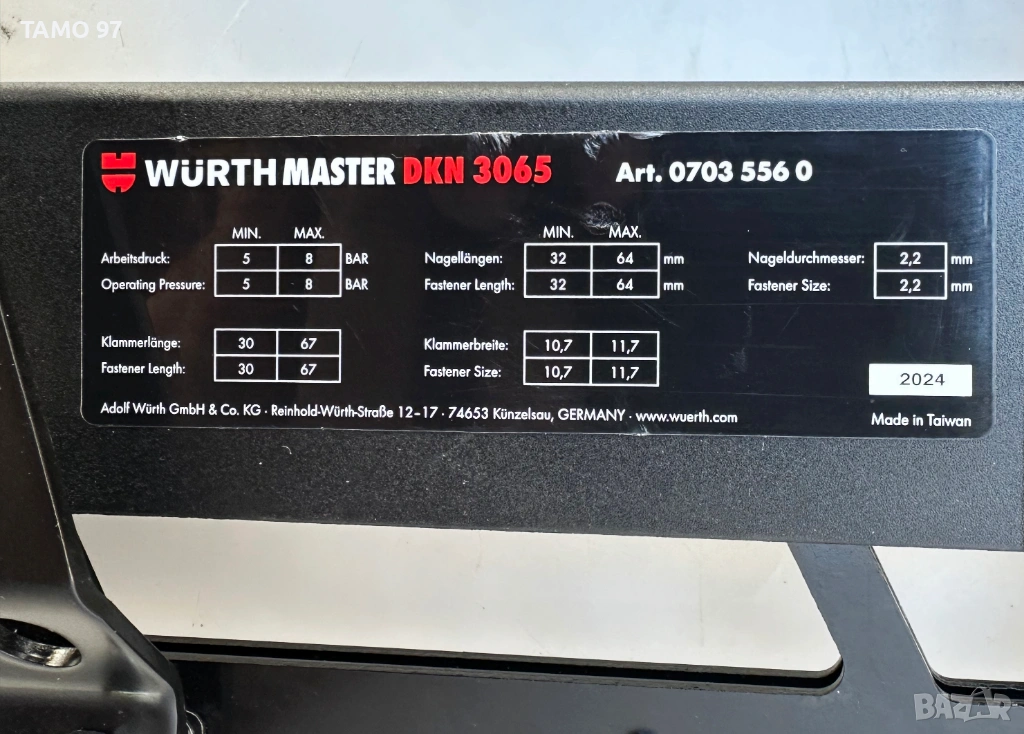 TAMO 97
WÜRTH MASTER DKN 3065 Art. 0703 556 0
MIN. MAX. MIN. MAX.
Arbeitsdruck: 5 8 BAR Nagellängen: 32 64 mm Nageldurchmesser: 2,2 mm
Operating Pressure: 5 8 BAR Fastener Length: 32 64 mm Fastener Size: 2,2 mm
Klammerlänge: 30 67 Klammerbreite: 10,7 11,7
Fastener Length: 30 67 Fastener Size: 10,7 11,7
2024
Adolf Würth GmbH & Co. KG · Reinhold-Würth-Straße 12–17 · 74653 Künzelsau, GERMANY · www.wuerth.com Made in Taiwan
BAZAR